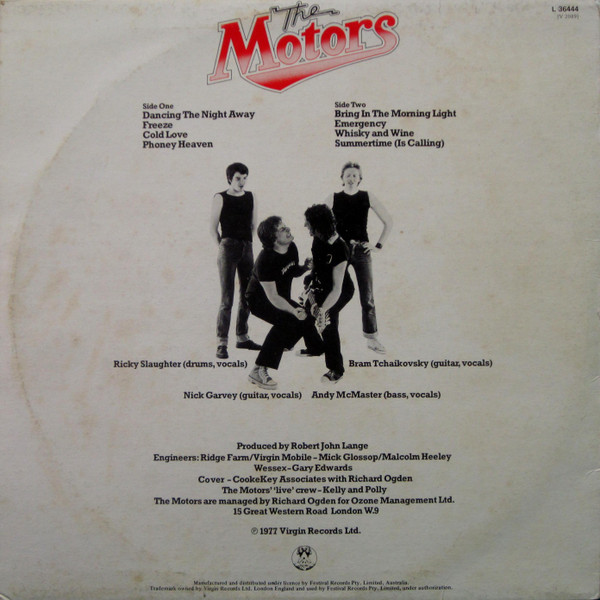 L 36444
The
Motors
Side One
Dancing The Night Away
Freeze
Cold Love
Phoney Heaven
Side Two
Bring In The Morning Light
Emergency
Whisky and Wine
Summertime (Is Calling)
Ricky Slaughter (drums, vocals)
Bram Tchaikovsky (guitar, vocals)
Nick Garvey (guitar, vocals)
Andy McMaster (bass, vocals)
Produced by Robert John Lange
Engineers: Ridge Farm/Virgin Mobile - Mick Glossop/Malcolm Heeley
Wessex - Gary Edwards
Cover - CookeKey Associates with Richard Ogden
The Motors' 'live' crew - Kelly and Polly
The Motors are managed by Richard Ogden for Ozone Management Ltd.
15 Great Western Road London W.9
℗ 1977 Virgin Records Ltd.
Manufactured and distributed under licence by Festival Records Pty. Limited, Australia.
Trademark owned by Virgin Records Ltd. London England and used by Festival Records Pty. Limited, under authorisation.